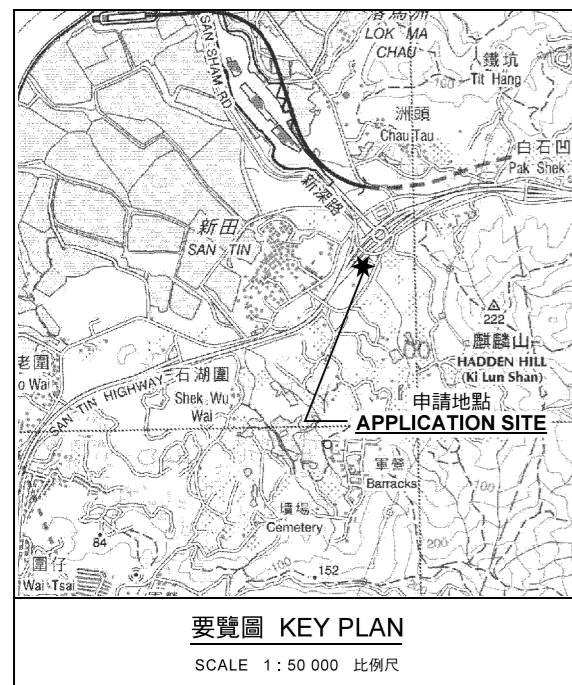 落馬洲
LOK MA
CHAU
鐵坑
Tit Hang
SAN SHAM RD
洲頭
Chau Tau
白石凹
Pak Shek
新深路
新田
SAN TIN
222
麒麟山
HADDEN HILL
(Ki Lun Shan)
老圍
o Wai
石湖圍
Shek Wu
Wai
SAN TIN HIGHWAY
申請地點
APPLICATION SITE
軍營
Barracks
100
墳場
Cemetery
84
200
圍仔
Wai Tsai
100
152
要覽圖 KEY PLAN
SCALE 1 : 50 000 比例尺